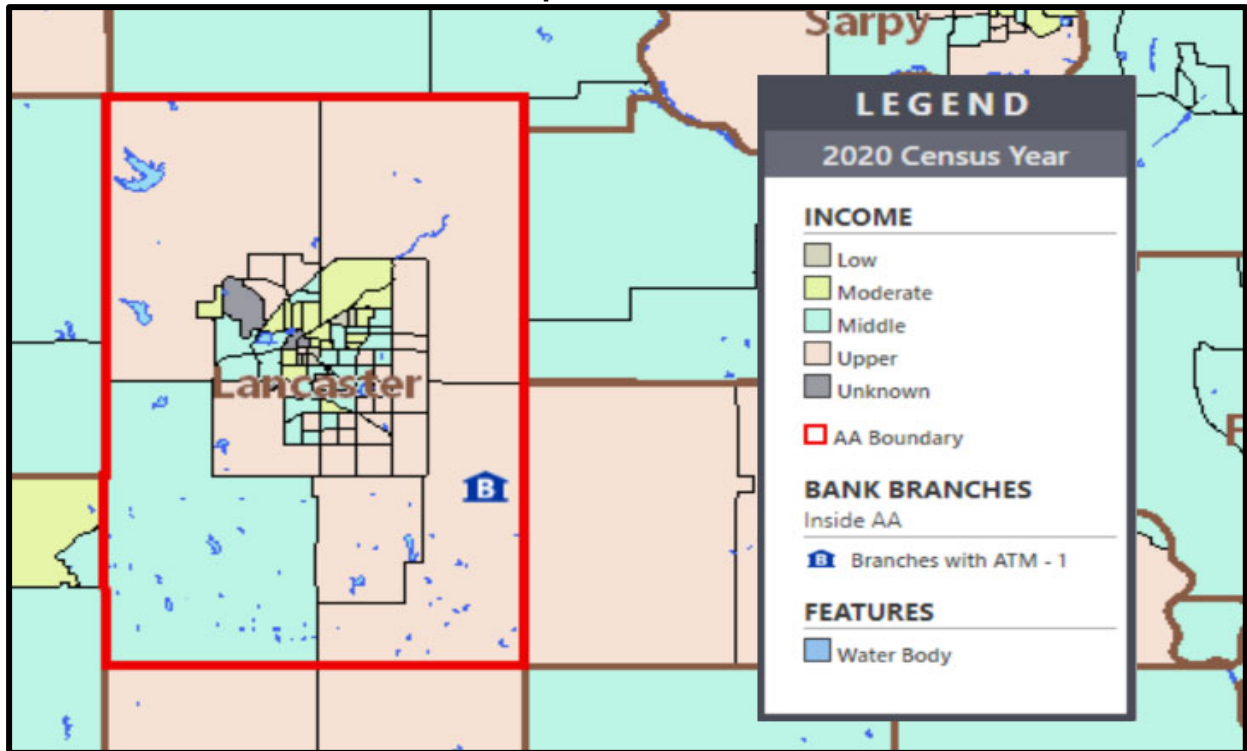 Sarpy
Lancaster
LEGEND
2020 Census Year
INCOME
Low
Moderate
Middle
Upper
Unknown
AA Boundary
BANK BRANCHES
Inside AA
B Branches with ATM - 1
FEATURES
Water Body
B